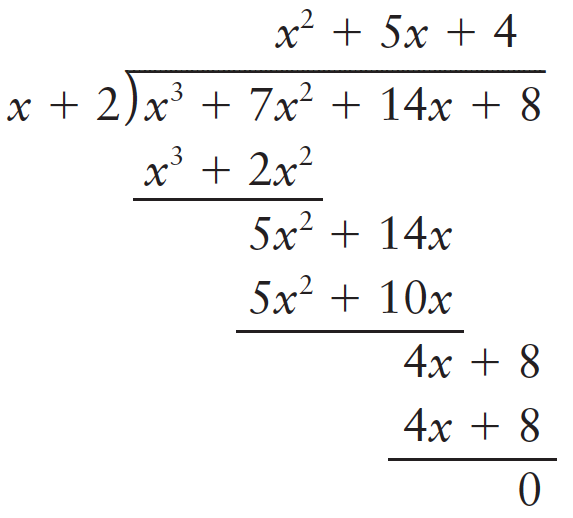 x² + 5x + 4
x + 2)x³ + 7x² + 14x + 8
x³ + 2x²
5x² + 14x
5x² + 10x
4x + 8
4x + 8
0